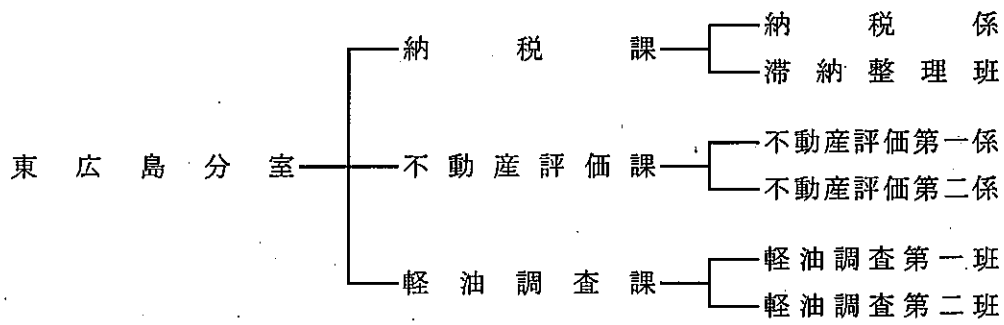 納税係
納税課
滞納整理班
不動産評価第一係
東広島分室
不動産評価課
不動産評価第二係
軽油調査第一班
軽油調査課
軽油調査第二班